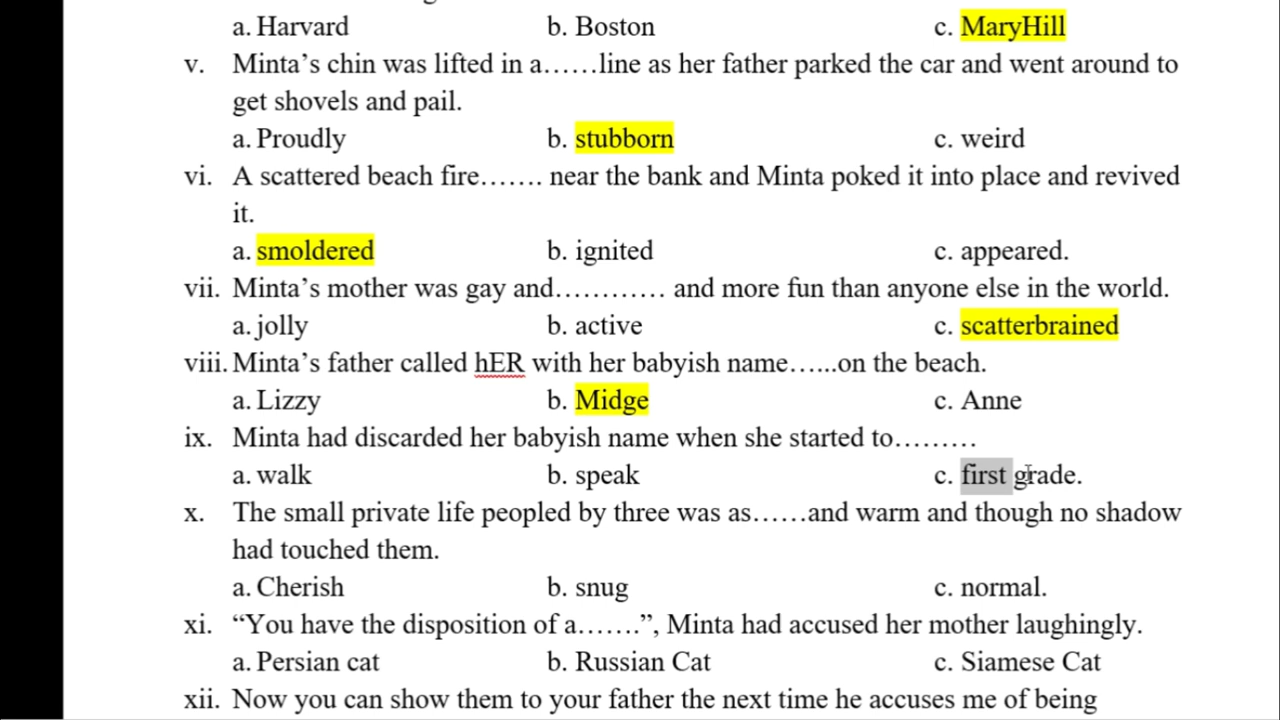 a. Harvard b. Boston c. MaryHill
v. Minta’s chin was lifted in a……line as her father parked the car and went around to
get shovels and pail.
a. Proudly b. stubborn c. weird
vi. A scattered beach fire……. near the bank and Minta poked it into place and revived
it.
a. smoldered b. ignited c. appeared.
vii. Minta’s mother was gay and………… and more fun than anyone else in the world.
a. jolly b. active c. scatterbrained
viii. Minta’s father called hER with her babyish name…...on the beach.
a. Lizzy b. Midge c. Anne
ix. Minta had discarded her babyish name when she started to………
a. walk b. speak c. first grade.
x. The small private life peopled by three was as……and warm and though no shadow
had touched them.
a. Cherish b. snug c. normal.
xi. “You have the disposition of a…….”, Minta had accused her mother laughingly.
a. Persian cat b. Russian Cat c. Siamese Cat
xii. Now you can show them to your father the next time he accuses me of being